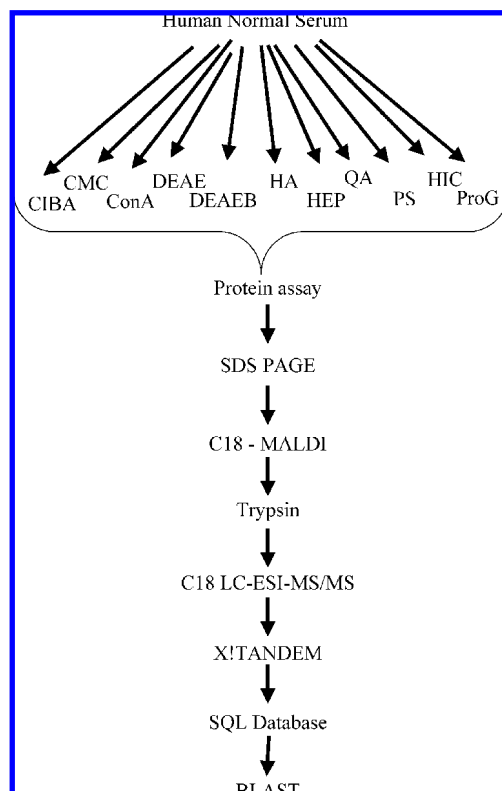 Human Normal Serum
CMC DEAE HA QA HIC
CIBA ConA DEAEB HEP PS ProG
Protein assay
SDS PAGE
C18 - MALDI
Trypsin
C18 LC-ESI-MS/MS
X!TANDEM
SQL Database
BLAST